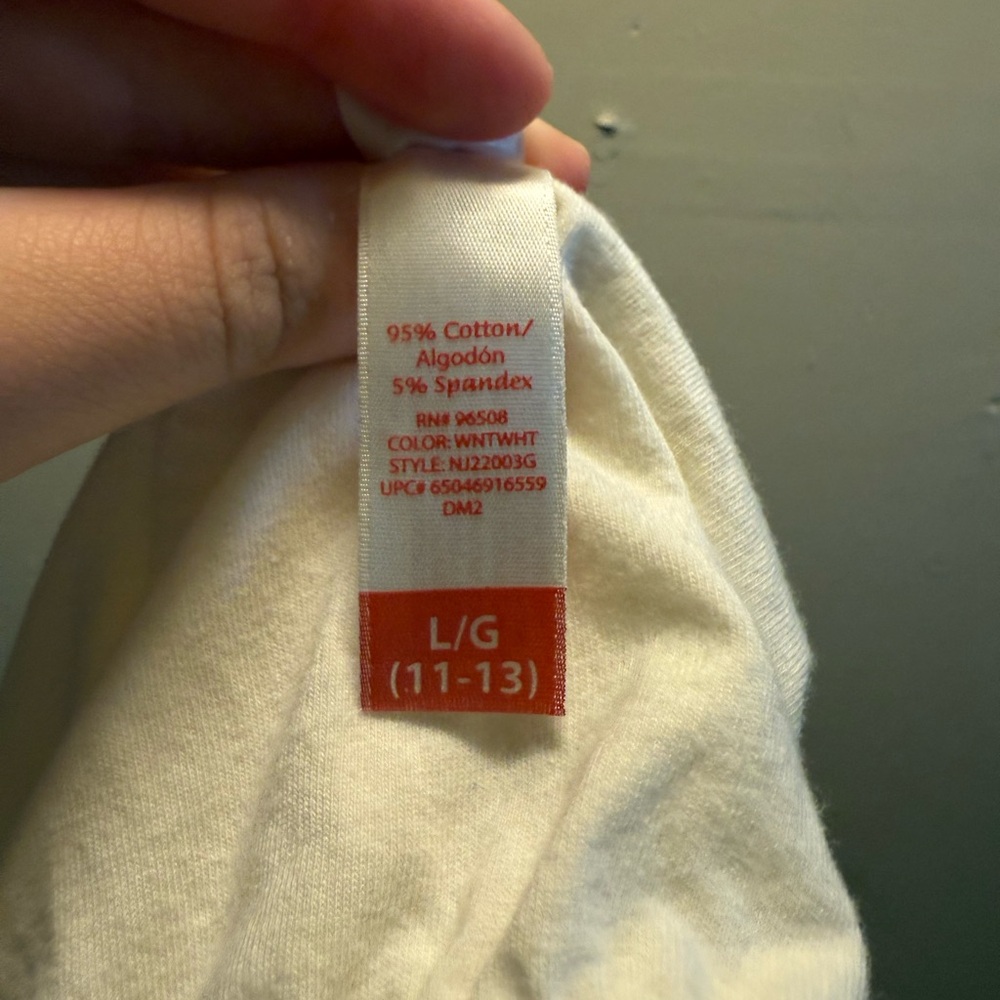 95% Cotton/
Algodón
5% Spandex
RN# 96508
COLOR: WNTWHT
STYLE: NJ22003G
UPC# 65046916559
DM2
L/G
(11-13)